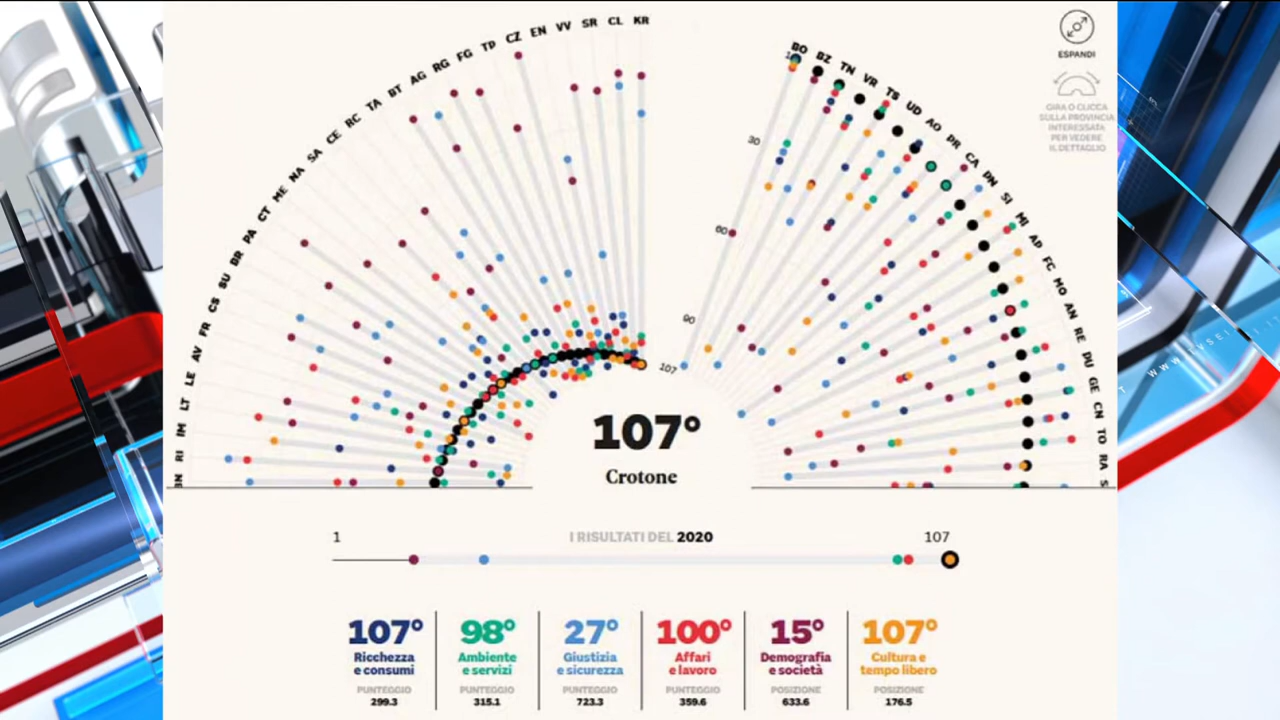 AG RG FG TP CZ EN VV SR CL KR
BO BZ TN VR TS UD AO PR CA PN SI MI AP FC MO AN RE PU GE CN TO RA S
BN RI IM LT LE AV FR CS SU BR PA CT ME NA SA CE RC TA BT
ESPANDI
GIRA O CLICCA
SULLA PROVINCIA
INTERESSATA
PER VEDERE
IL DETTAGLIO
30
60
90
107
107°
Crotone
I RISULTATI DEL 2020
1
107
107° 98° 27° 100° 15° 107°
Ricchezza Ambiente Giustizia Affari Demografia Cultura e
e consumi e servizi e sicurezza e lavoro e società tempo libero
PUNTEGGIO PUNTEGGIO PUNTEGGIO PUNTEGGIO POSIZIONE POSIZIONE
299.3 315.1 723.3 359.6 633.6 176.5